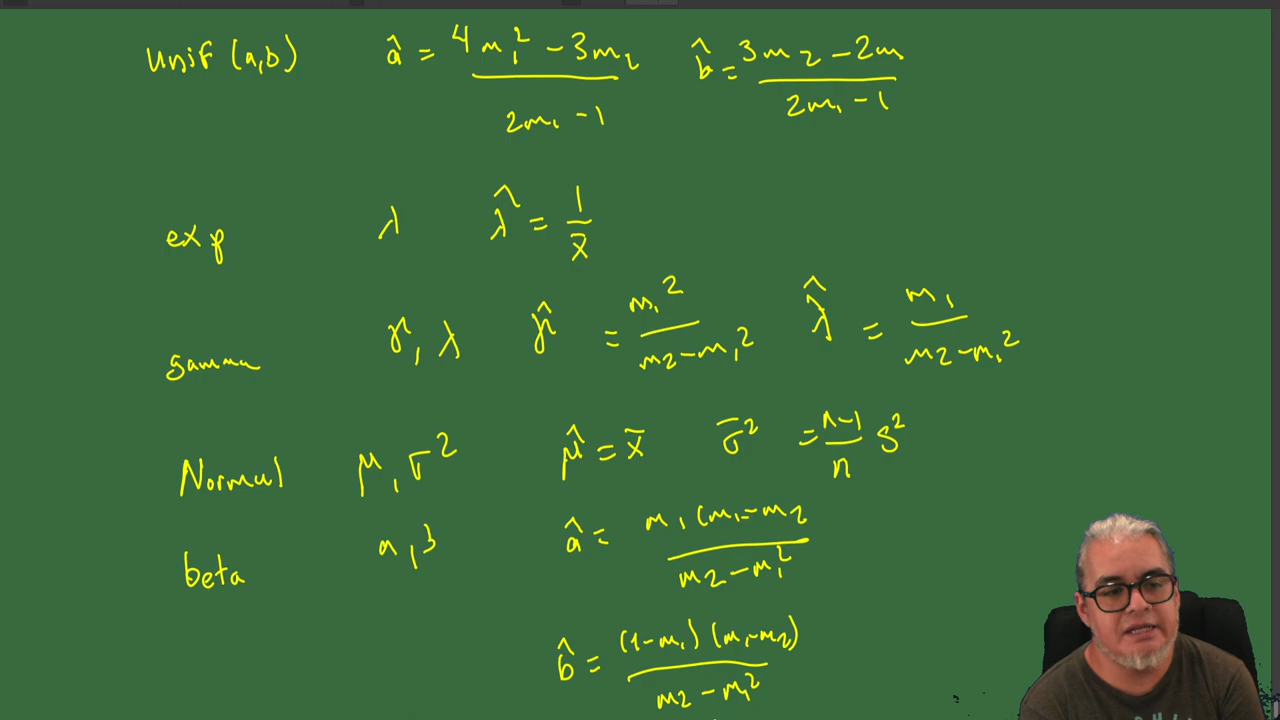 Unif (a,b) â = (4m₁² − 3m₂)/(2m₁ − 1) b̂ = (3m₂ − 2m)/(2m₁ − 1)
exp λ λ̂ = 1/x̄
gamma γ, λ γ̂ = m₁²/(m₂ − m₁²) λ̂ = m₁/(m₂ − m₁²)
Normal μ, σ² μ̂ = x̄ σ̄² = (n−1)/n S²
beta a, b â = m₁(m₁ − m₂/(m₂ − m₁²)
b̂ = (1−m₁)(m₁−m₂)/(m₂ − m₁²)